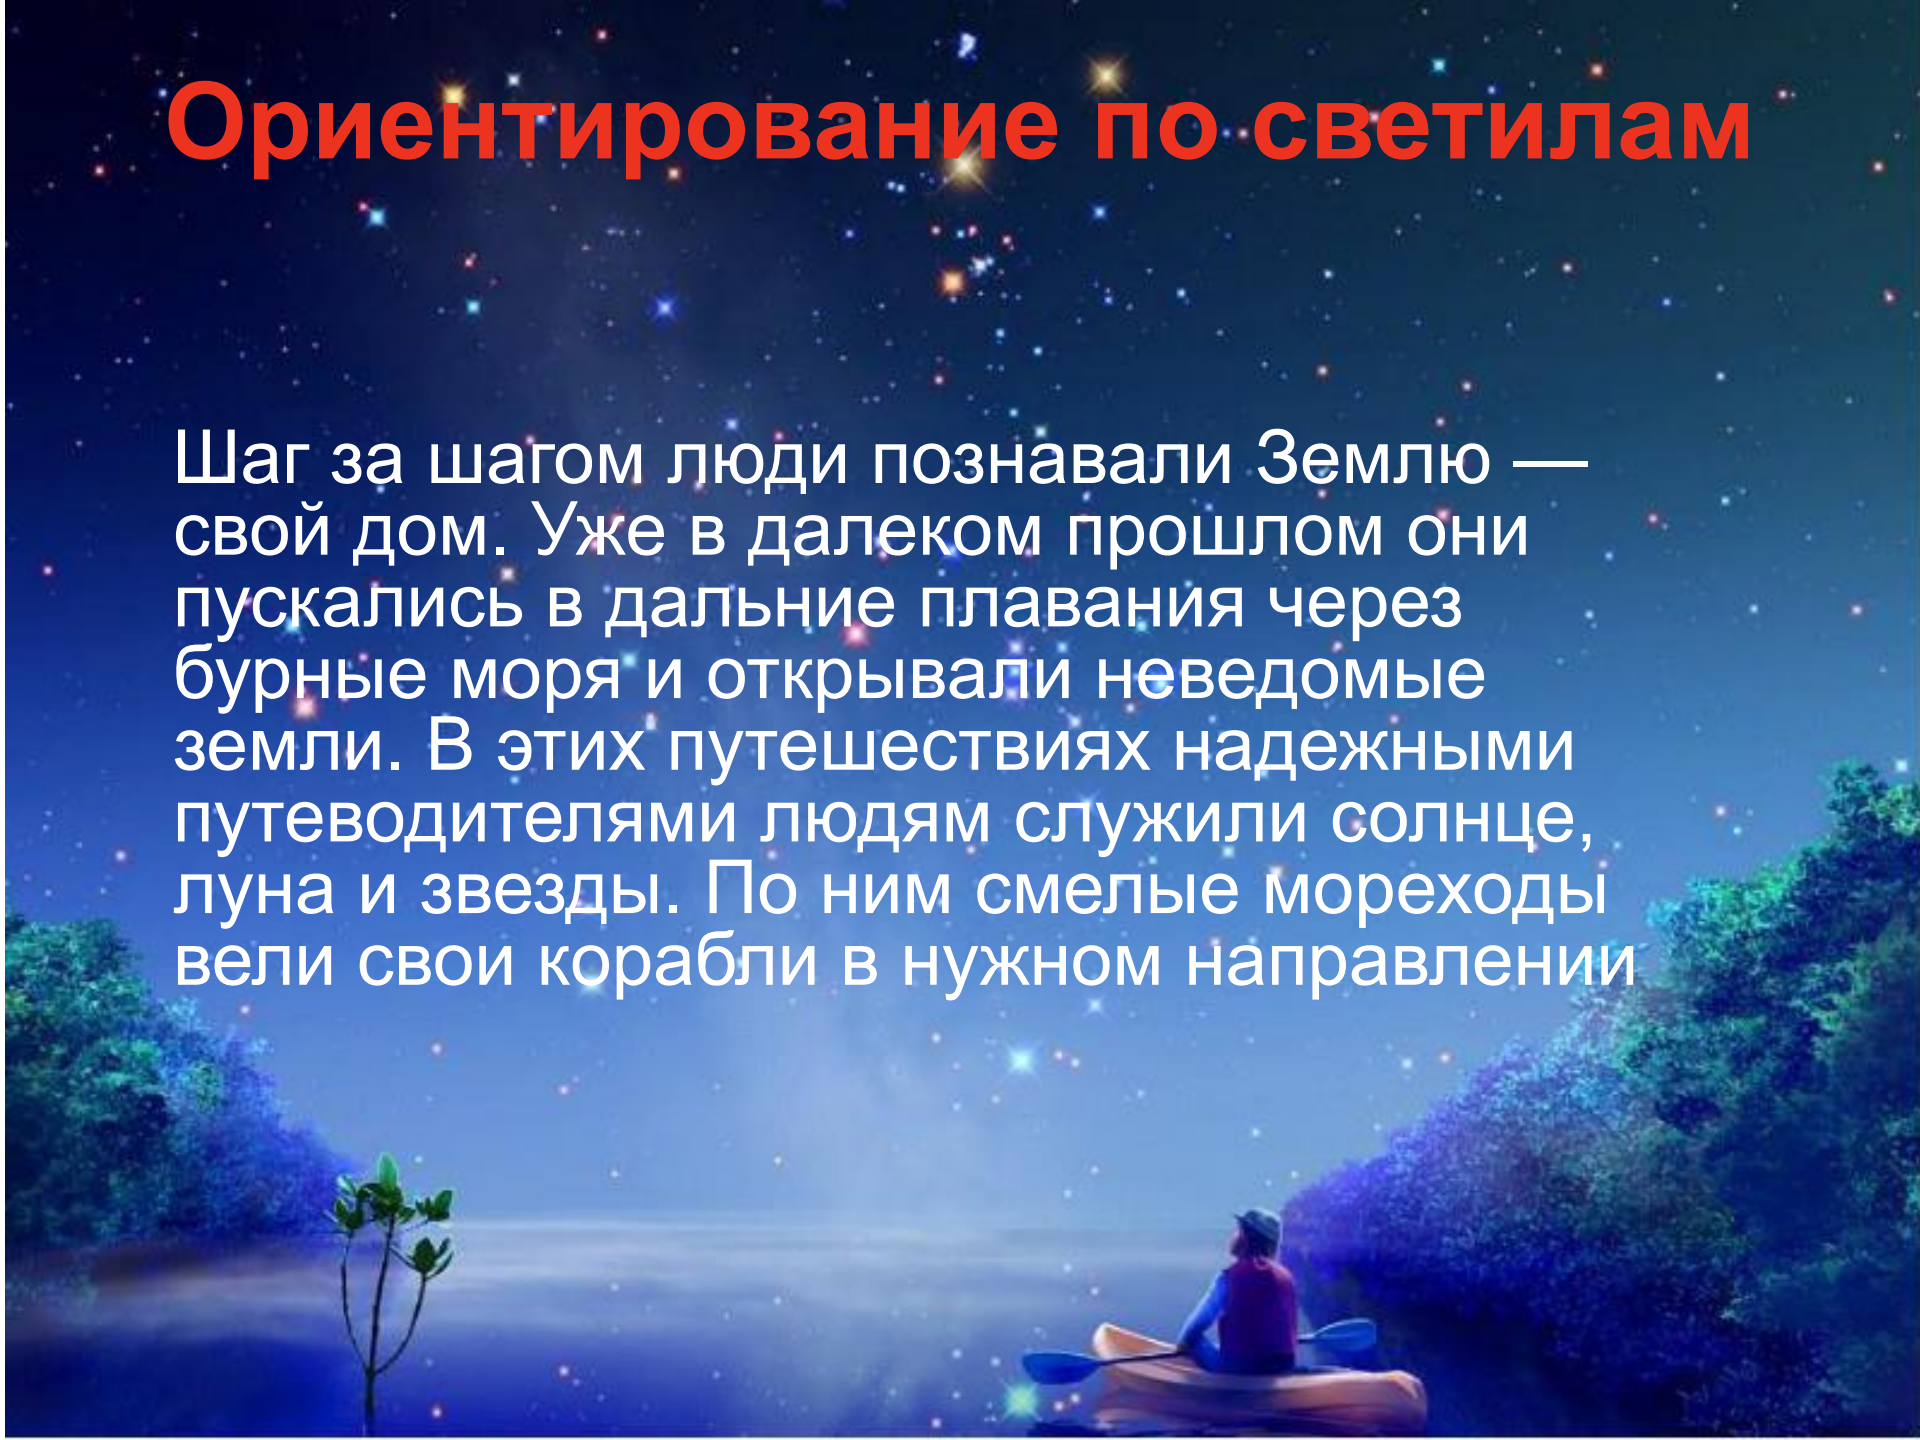 Ориентирование по светилам
Шаг за шагом люди познавали Землю —
свой дом. Уже в далеком прошлом они
пускались в дальние плавания через
бурные моря и открывали неведомые
земли. В этих путешествиях надежными
путеводителями людям служили солнце,
луна и звезды. По ним смелые мореходы
вели свои корабли в нужном направлении